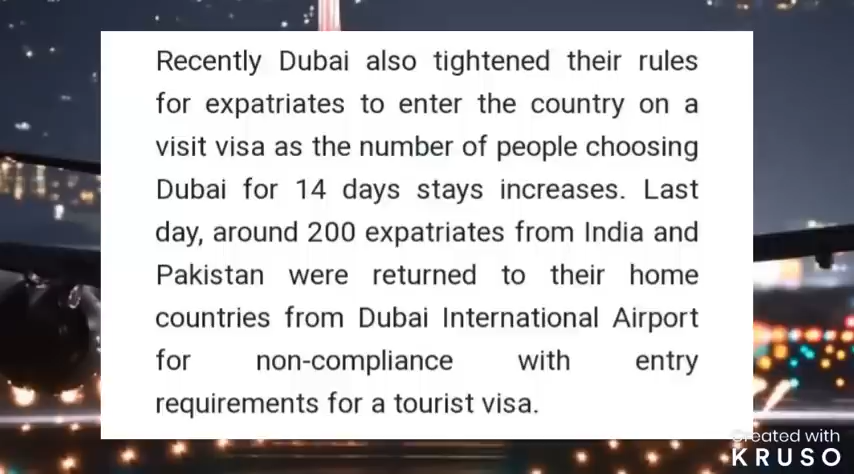 Recently Dubai also tightened their rules
for expatriates to enter the country on a
visit visa as the number of people choosing
Dubai for 14 days stays increases. Last
day, around 200 expatriates from India and
Pakistan were returned to their home
countries from Dubai International Airport
for non-compliance with entry
requirements for a tourist visa.
Created with
KRUSO